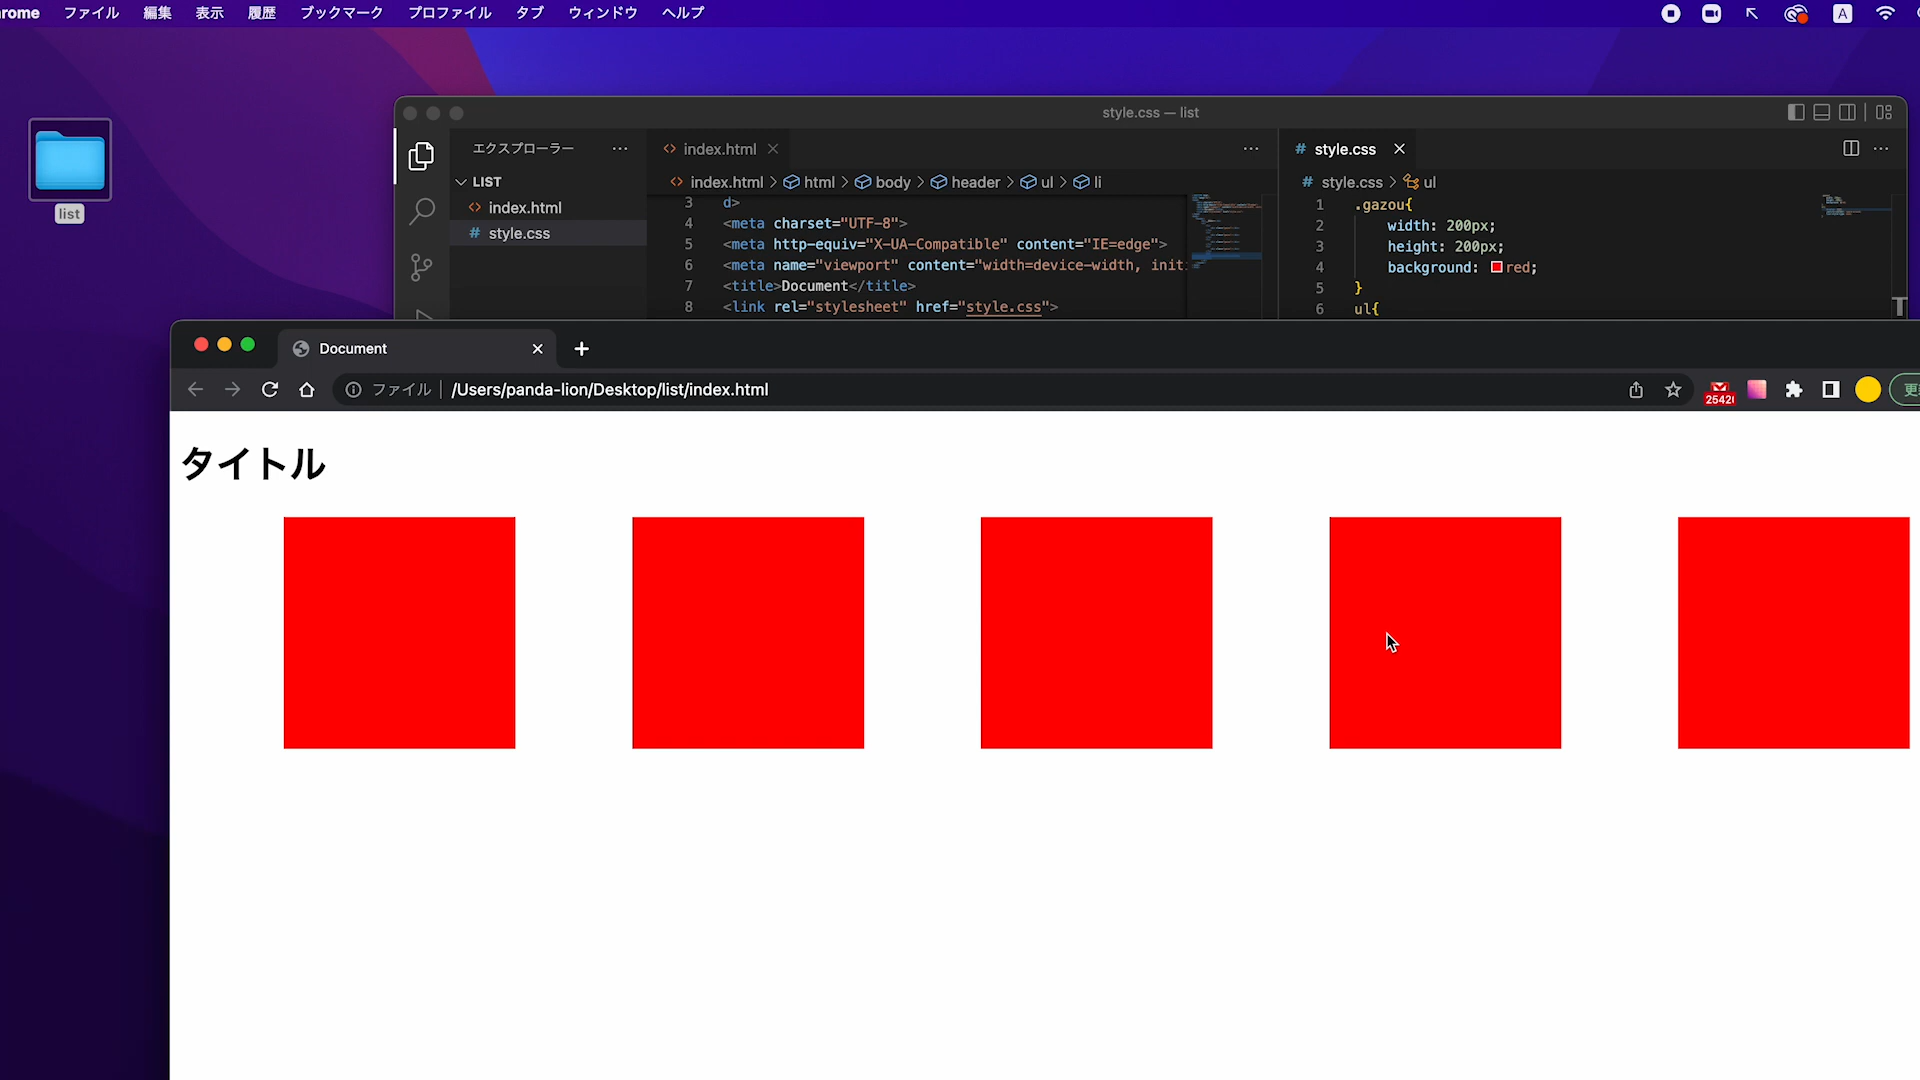 rome ファイル 編集 表示 履歴 ブックマーク プロファイル タブ ウィンドウ ヘルプ A
list
style.css — list
エクスプローラー ··· index.html ··· # style.css ···
LIST index.html > html > body > header > ul > li # style.css > ul
index.html
# style.css
3 d>
4 <meta charset="UTF-8">
5 <meta http-equiv="X-UA-Compatible" content="IE=edge">
6 <meta name="viewport" content="width=device-width, init
7 <title>Document</title>
8 <link rel="stylesheet" href="style.css">
1 .gazou{
2 width: 200px;
3 height: 200px;
4 background: red;
5 }
6 ul{
Document
ファイル /Users/panda-lion/Desktop/list/index.html 2542
タイトル